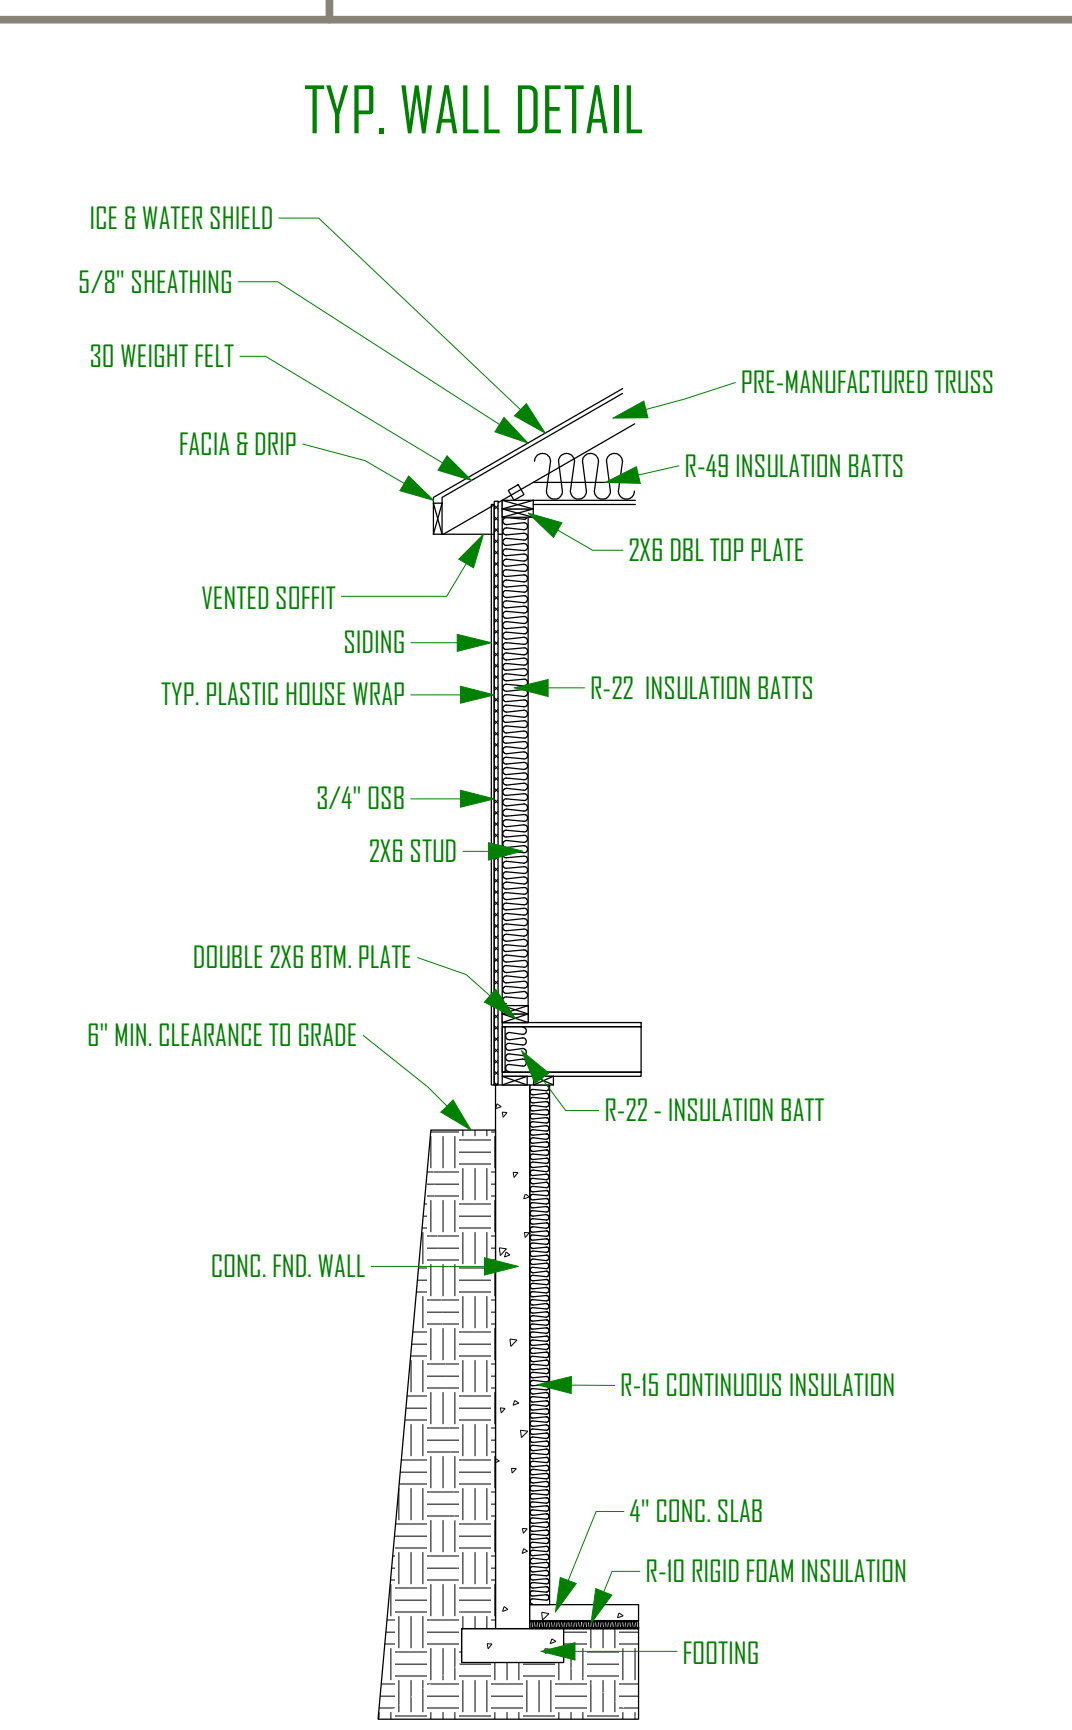 TYP. WALL DETAIL
ICE & WATER SHIELD
5/8" SHEATHING
30 WEIGHT FELT
PRE-MANUFACTURED TRUSS
FACIA & DRIP
R-49 INSULATION BATTS
2X6 DBL TOP PLATE
VENTED SOFFIT
SIDING
TYP. PLASTIC HOUSE WRAP
R-22 INSULATION BATTS
3/4" OSB
2X6 STUD
DOUBLE 2X6 BTM. PLATE
6" MIN. CLEARANCE TO GRADE
R-22 - INSULATION BATT
CONC. FND. WALL
R-15 CONTINUOUS INSULATION
4" CONC. SLAB
R-10 RIGID FOAM INSULATION
FOOTING